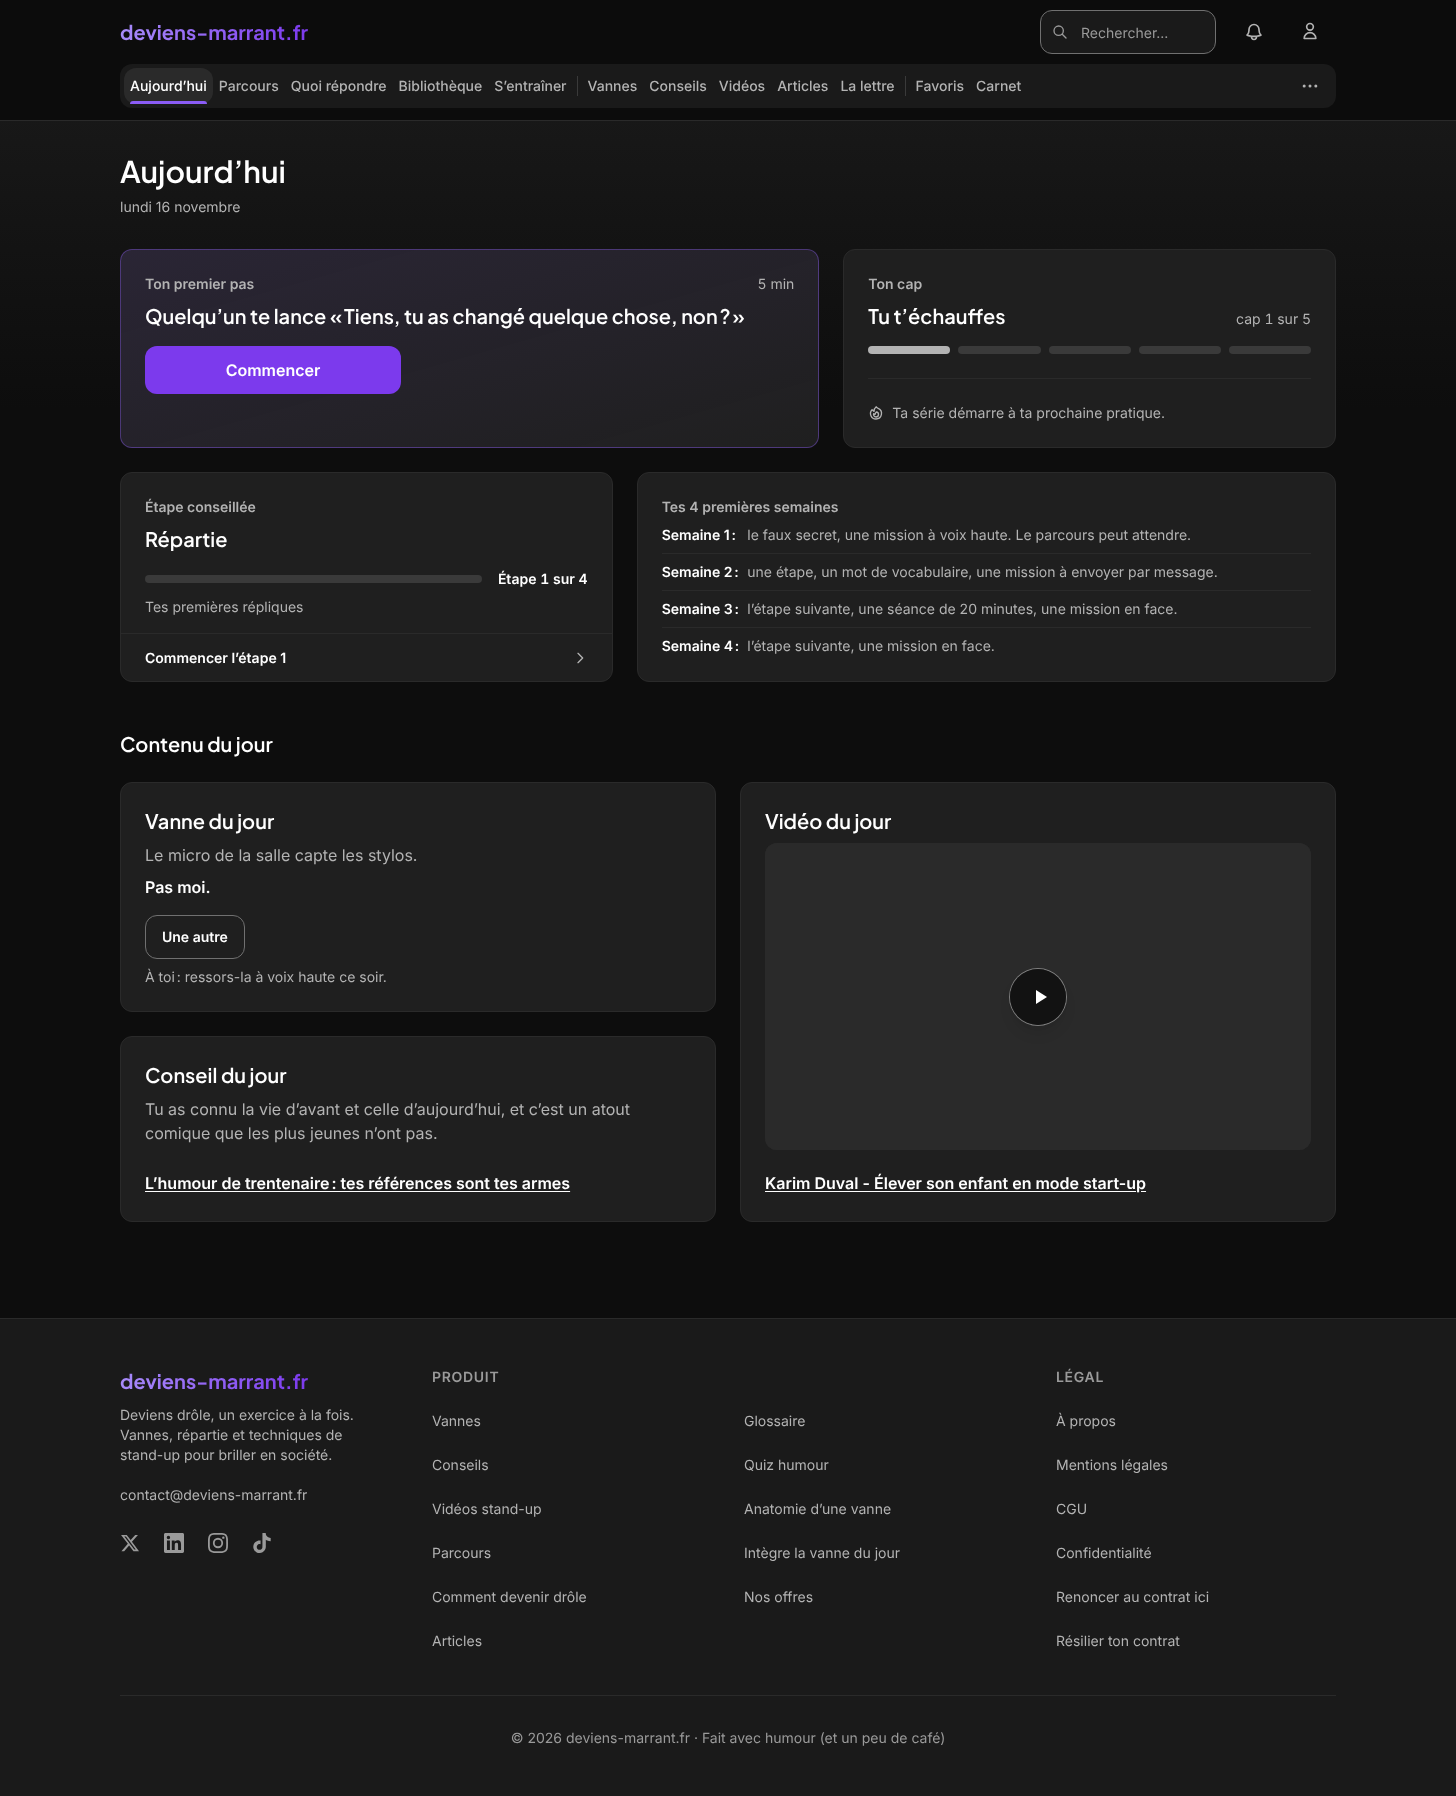 deviens-marrant.fr
Rechercher...
Aujourd’hui Parcours Quoi répondre Bibliothèque S’entraîner Vannes Conseils Vidéos Articles La lettre Favoris Carnet
Aujourd’hui
lundi 16 novembre
Ton premier pas
5 min
Quelqu’un te lance « Tiens, tu as changé quelque chose, non ? »
Commencer
Ton cap
Tu t’échauffes
cap 1 sur 5
Ta série démarre à ta prochaine pratique.
Étape conseillée
Répartie
Étape 1 sur 4
Tes premières répliques
Commencer l’étape 1
Tes 4 premières semaines
Semaine 1 : le faux secret, une mission à voix haute. Le parcours peut attendre.
Semaine 2 : une étape, un mot de vocabulaire, une mission à envoyer par message.
Semaine 3 : l’étape suivante, une séance de 20 minutes, une mission en face.
Semaine 4 : l’étape suivante, une mission en face.
Contenu du jour
Vanne du jour
Le micro de la salle capte les stylos.
Pas moi.
Une autre
À toi : ressors-la à voix haute ce soir.
Conseil du jour
Tu as connu la vie d’avant et celle d’aujourd’hui, et c’est un atout
comique que les plus jeunes n’ont pas.
L’humour de trentenaire : tes références sont tes armes
Vidéo du jour
Karim Duval - Élever son enfant en mode start-up
deviens-marrant.fr
Deviens drôle, un exercice à la fois.
Vannes, répartie et techniques de
stand-up pour briller en société.
contact@deviens-marrant.fr
PRODUIT
Vannes
Conseils
Vidéos stand-up
Parcours
Comment devenir drôle
Articles
Glossaire
Quiz humour
Anatomie d’une vanne
Intègre la vanne du jour
Nos offres
LÉGAL
À propos
Mentions légales
CGU
Confidentialité
Renoncer au contrat ici
Résilier ton contrat
© 2026 deviens-marrant.fr · Fait avec humour (et un peu de café)